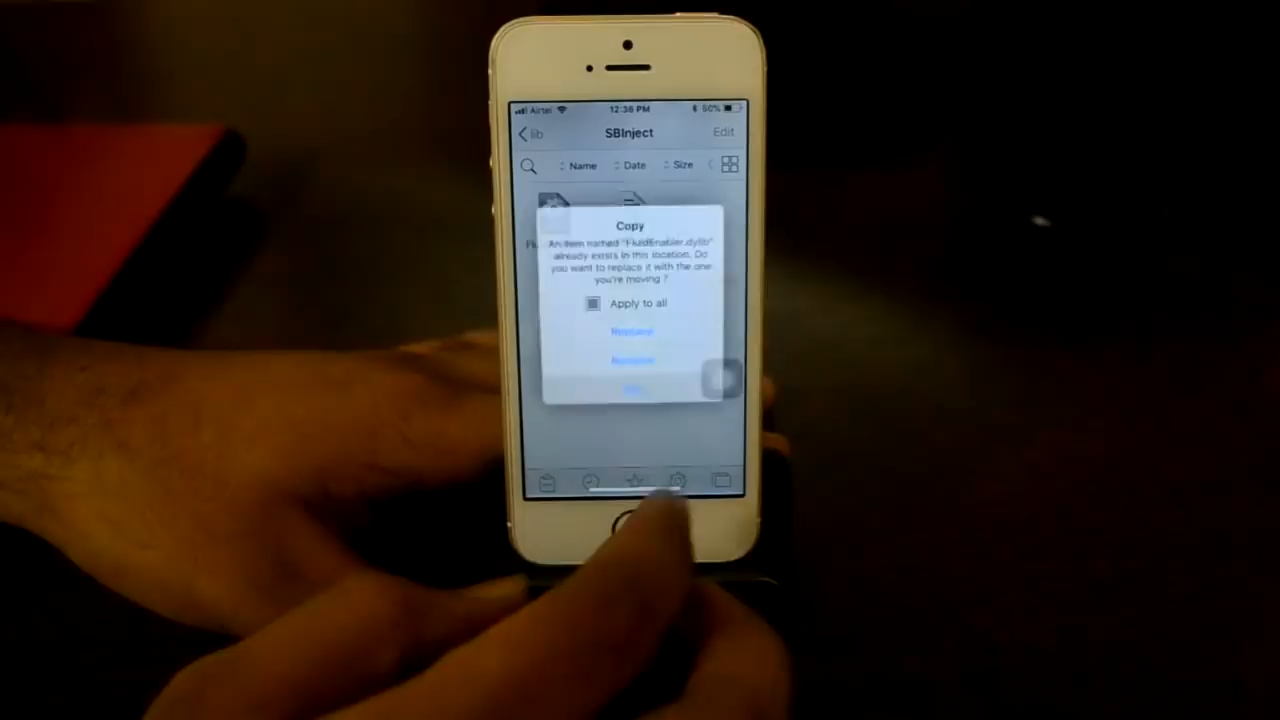 Airtel 12:36 PM 50%
lib SBInject Edit
Name Date Size
Copy
An item named "FluidEnabler.dylib"
already exists in this location. Do
you want to replace it with the one
you're moving ?
Apply to all
Replace